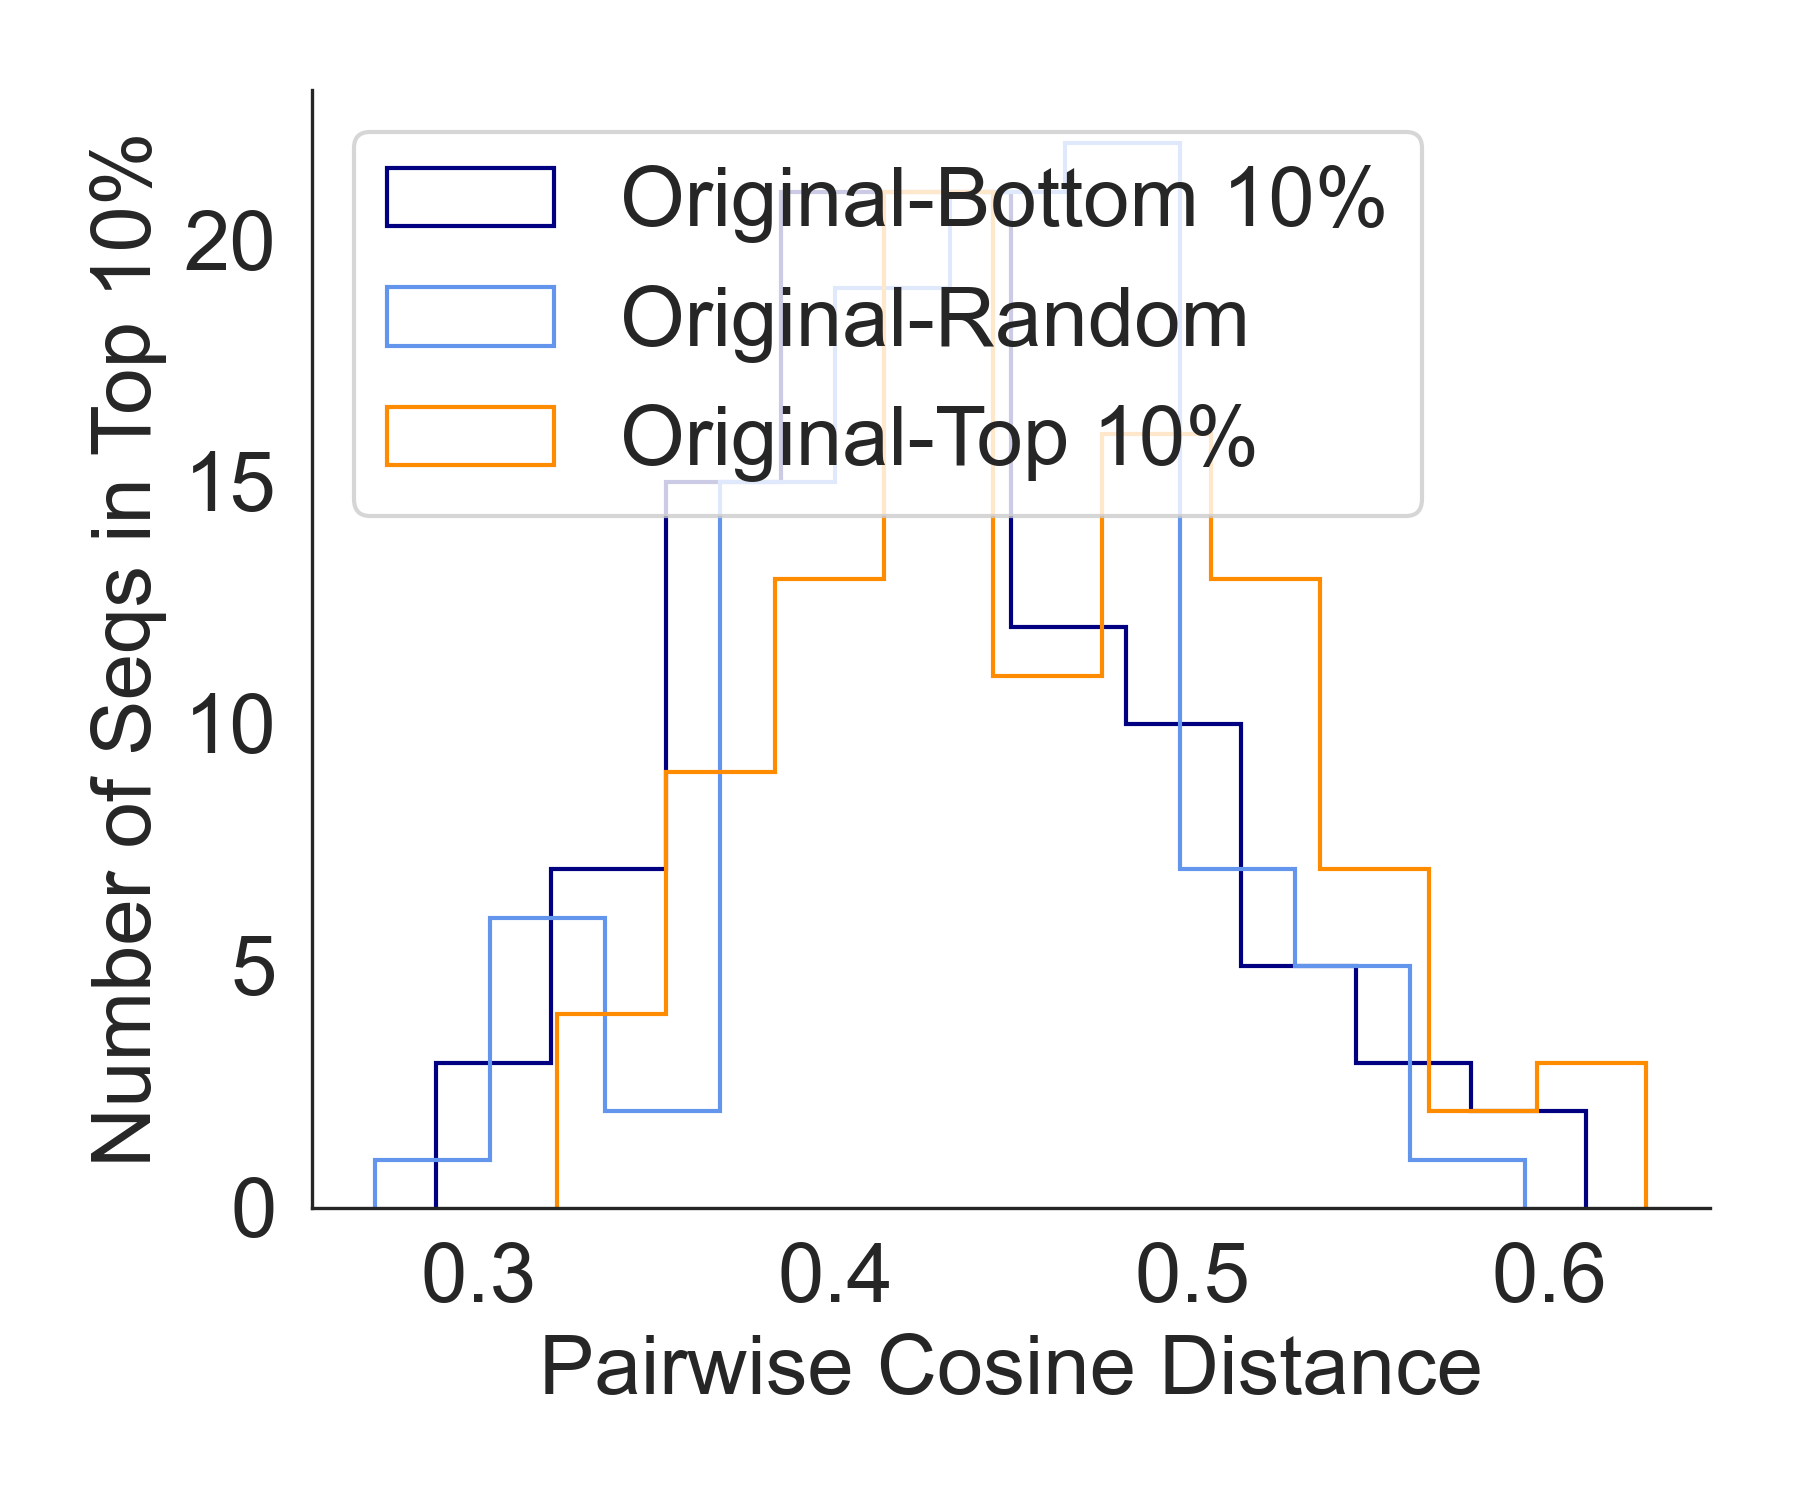 Original-Bottom 10%
Original-Random
Original-Top 10%
Number of Seqs in Top 10%
20
15
10
5
0
0.3 0.4 0.5 0.6
Pairwise Cosine Distance